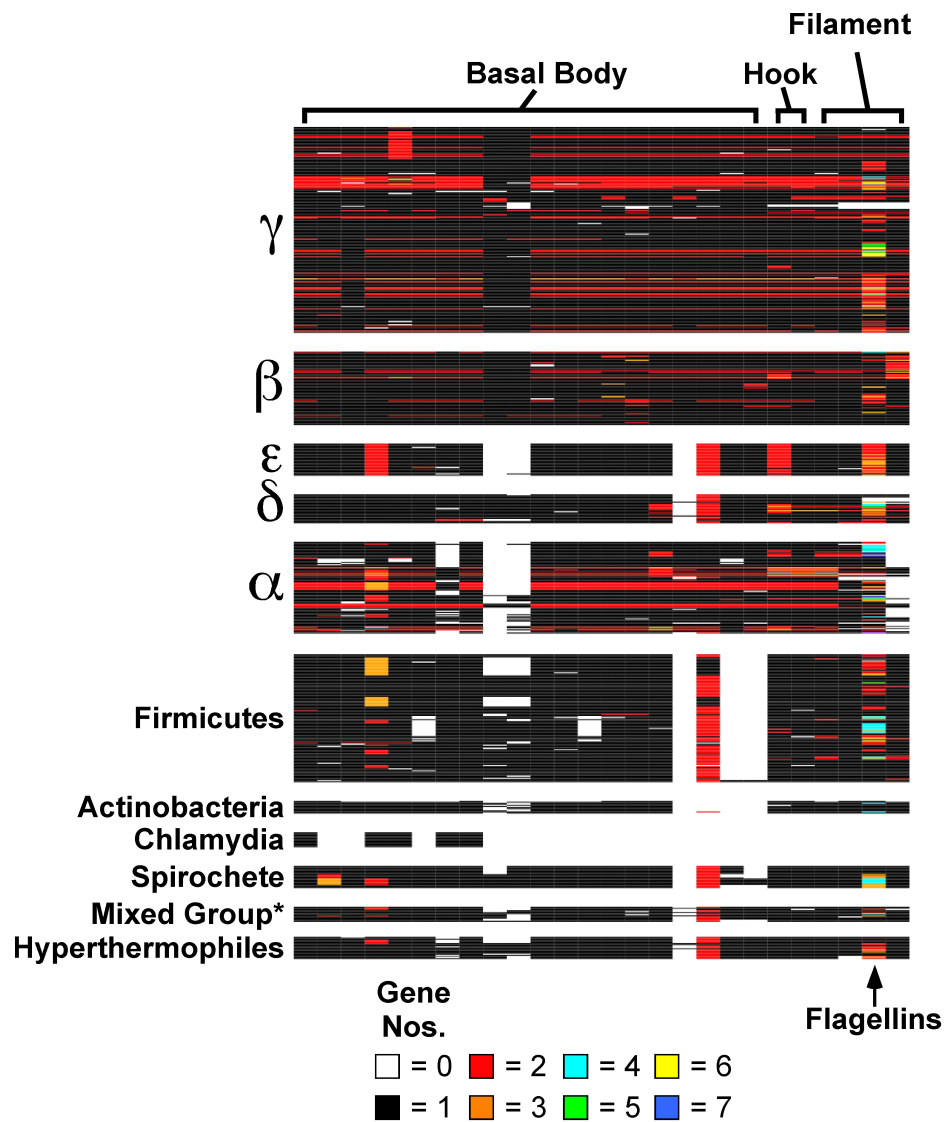 Filament
Basal Body
Hook
γ
β
ε
δ
α
Firmicutes
Actinobacteria
Chlamydia
Spirochete
Mixed Group*
Hyperthermophiles
Flagellins
Gene
Nos.
= 0 = 2 = 4 = 6
= 1 = 3 = 5 = 7